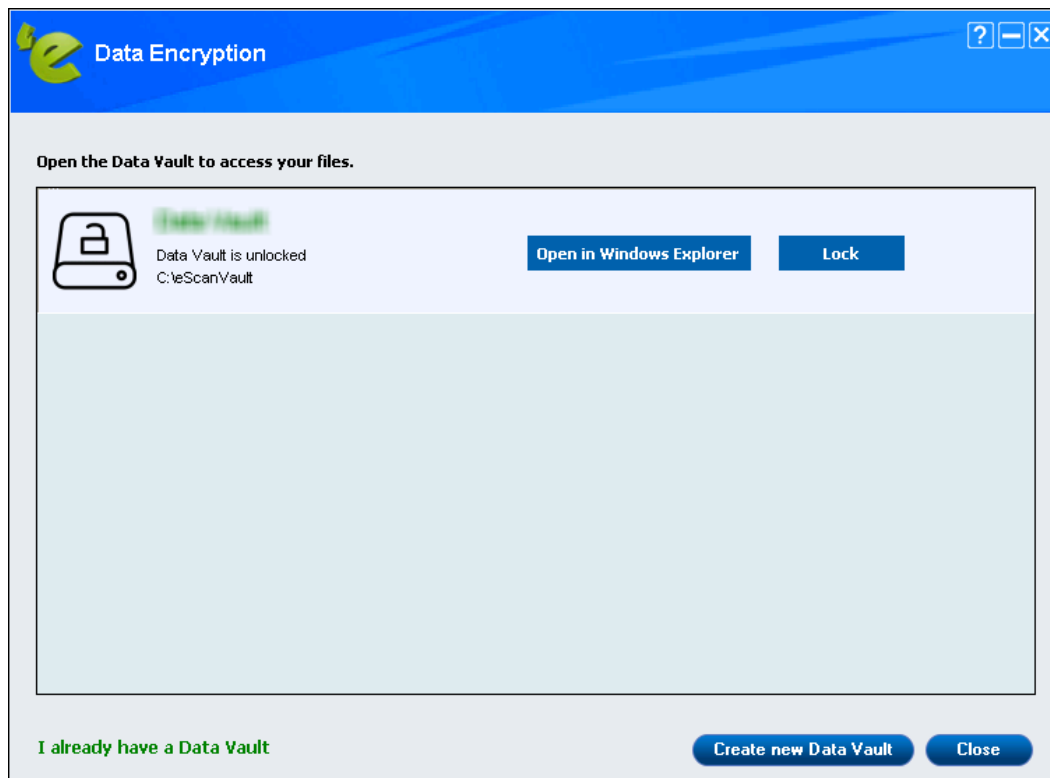 Data Encryption
?
Open the Data Vault to access your files.
Data Vault is unlocked
C:\eScanVault
Open in Windows Explorer
Lock
I already have a Data Vault
Create new Data Vault
Close